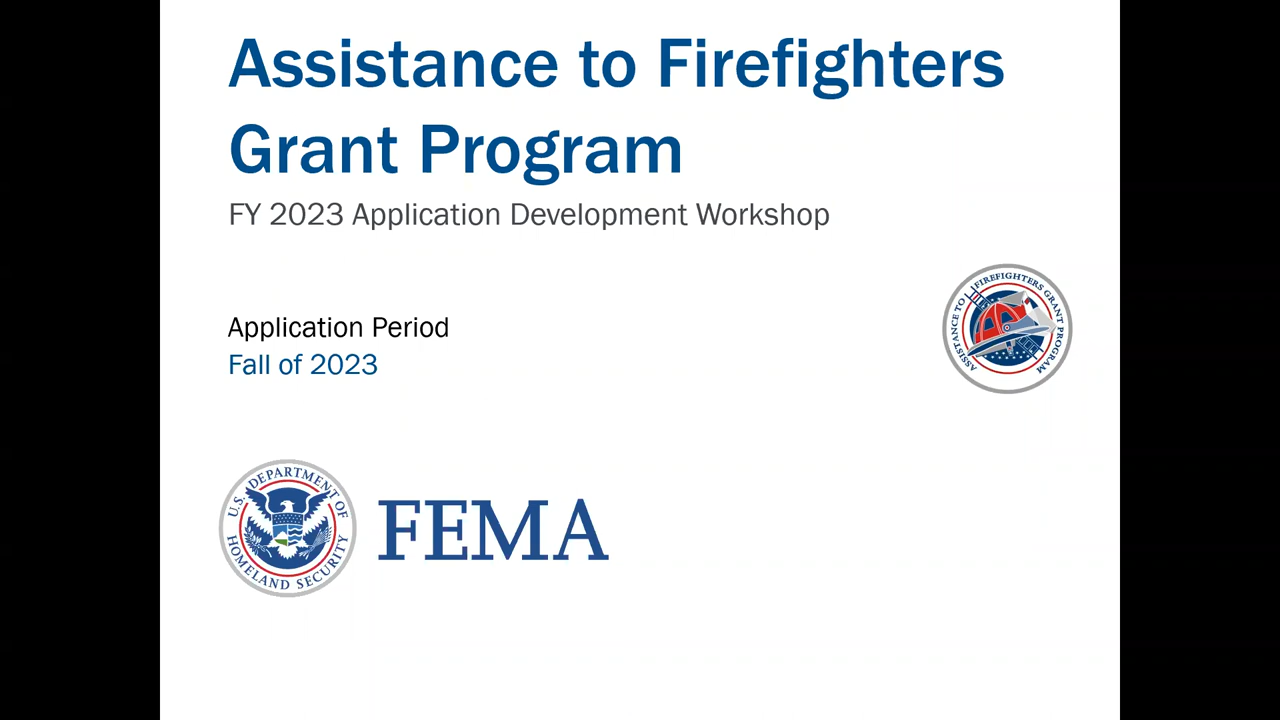 Assistance to Firefighters
Grant Program
FY 2023 Application Development Workshop
Application Period
Fall of 2023
ASSISTANCE TO FIREFIGHTERS GRANT PROGRAM
U.S. DEPARTMENT OF
HOMELAND SECURITY
FEMA